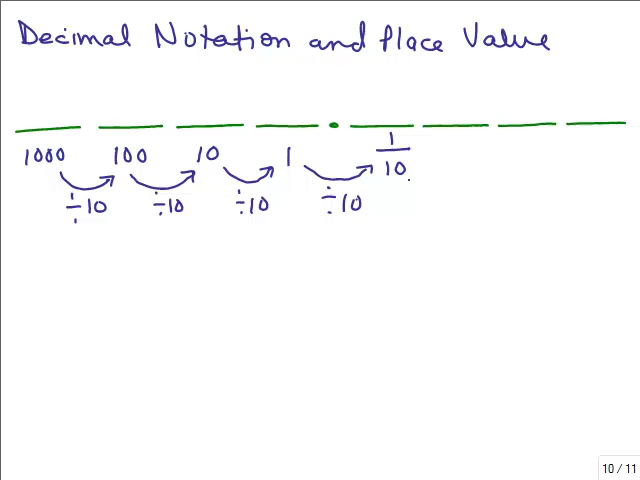 Decimal Notation and Place Value
1000 100 10 1 . 1/10
÷10 ÷10 ÷10 ÷10
10 / 11